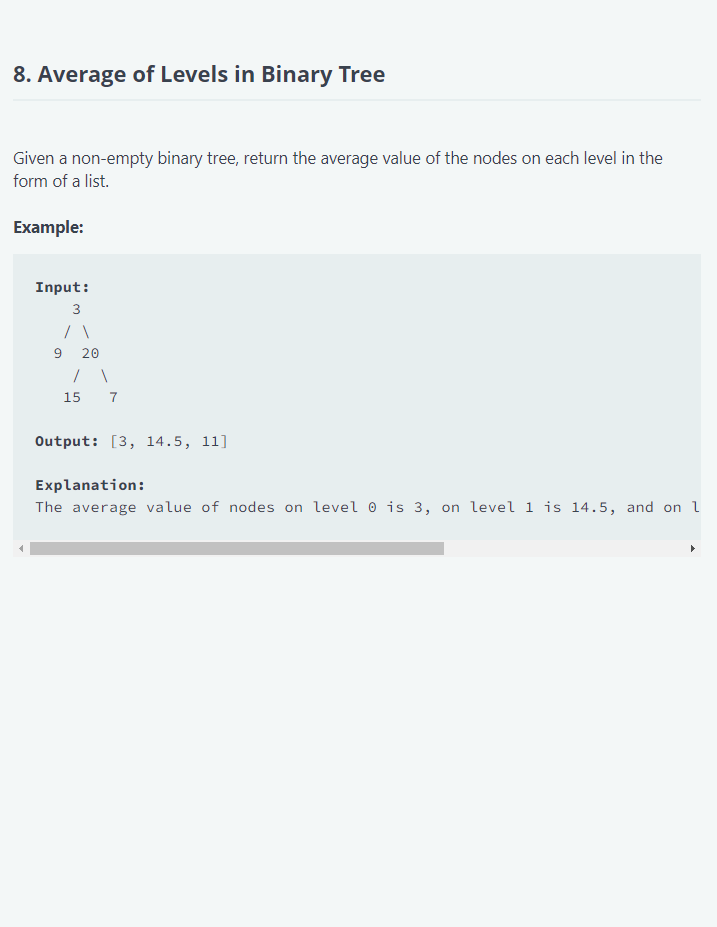 8. Average of Levels in Binary Tree
Given a non-empty binary tree, return the average value of the nodes on each level in the
form of a list.
Example:
Input:
    3
   / \
  9  20
    /  \
   15   7
Output: [3, 14.5, 11]
Explanation:
The average value of nodes on level 0 is 3, on level 1 is 14.5, and on l